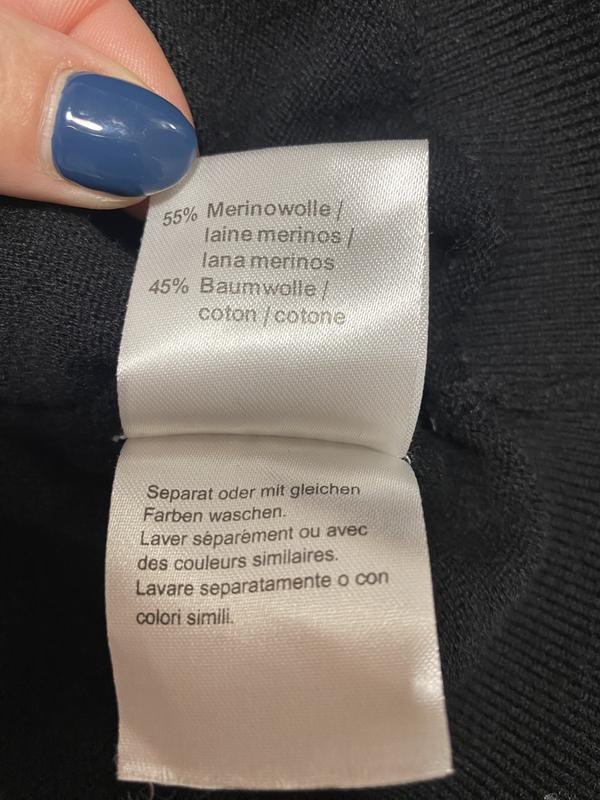 55% Merinowolle /
laine merinos /
lana merinos
45% Baumwolle /
coton / cotone
Separat oder mit gleichen
Farben waschen.
Laver séparément ou avec
des couleurs similaires.
Lavare separatamente o con
colori simili.